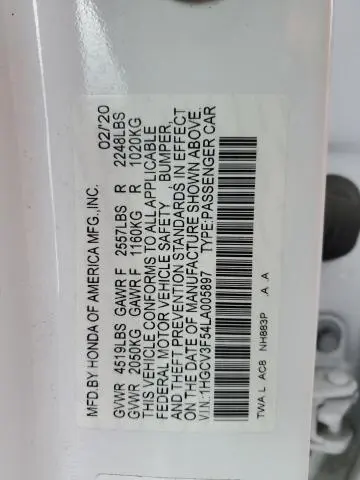 MFD BY HONDA OF AMERICA MFG.,INC. 02/'20
GVWR 4519LBS GAWR F 2557LBS R 2248LBS
GVWR 2050KG GAWR F 1160KG R 1020KG
THIS VEHICLE CONFORMS TO ALL APPLICABLE
FEDERAL MOTOR VEHICLE SAFETY , BUMPER,
AND THEFT PREVENTION STANDARDS IN EFFECT
ON THE DATE OF MANUFACTURE SHOWN ABOVE.
V.I.N.:1HGCV3F54LA005897 TYPE:PASSENGER CAR
TWA L AC8 NH883P .A .A